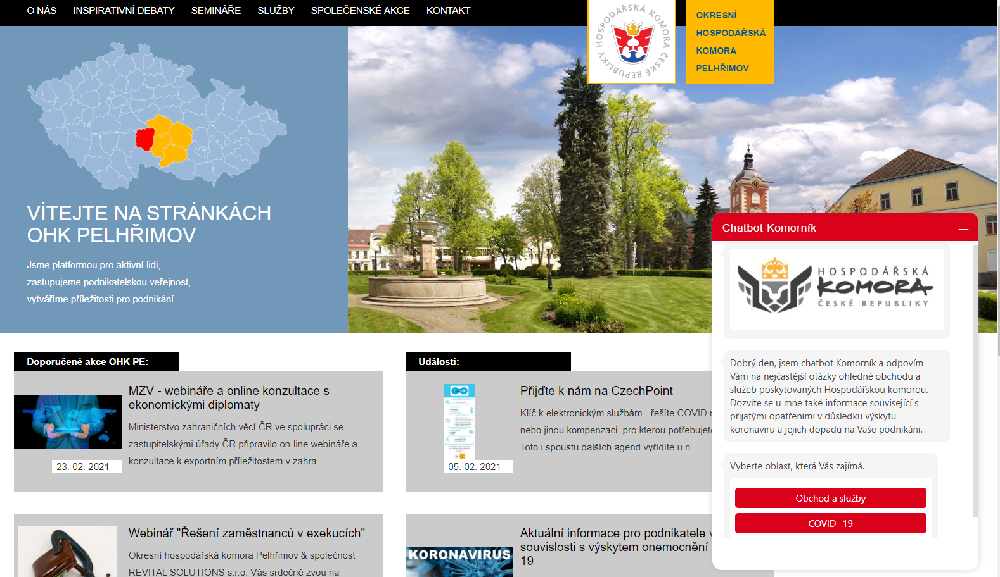 O NÁS INSPIRATIVNÍ DEBATY SEMINÁŘE SLUŽBY SPOLEČENSKÉ AKCE KONTAKT
HOSPODÁŘSKÁ KOMORA ČESKÉ REPUBLIKY
OKRESNÍ
HOSPODÁŘSKÁ
KOMORA
PELHŘIMOV
VÍTEJTE NA STRÁNKÁCH
OHK PELHŘIMOV
Jsme platformou pro aktivní lidi,
zastupujeme podnikatelskou veřejnost,
vytváříme příležitosti pro podnikání.
Doporučené akce OHK PE:
MZV - webináře a online konzultace s
ekonomickými diplomaty
Ministerstvo zahraničních věcí ČR ve spolupráci se
zastupitelskými úřady ČR připravilo on-line webináře a
konzultace k exportním příležitostem v zahra...
23. 02. 2021
Webinář "Řešení zaměstnanců v exekucích"
Okresní hospodářská komora Pelhřimov & společnost
REVITAL SOLUTIONS s.r.o. Vás srdečně zvou na
Události:
Přijďte k nám na CzechPoint
Klíč k elektronickým službám - řešíte COVID
nebo jinou kompenzaci, pro kterou potřebujete
Toto i spoustu dalších agend vyřídíte u n...
05. 02. 2021
Aktuální informace pro podnikatele v
souvislosti s výskytem onemocnění
19
KORONAVIRUS
Chatbot Komorník
HOSPODÁŘSKÁ
KOMORA
ČESKÉ REPUBLIKY
Dobrý den, jsem chatbot Komorník a odpovím
Vám na nejčastější otázky ohledně obchodu a
služeb poskytovaných Hospodářskou komorou.
Dozvíte se u mne také informace související s
přijatými opatřeními v důsledku výskytu
koronaviru a jejich dopadu na Vaše podnikání.
Vyberte oblast, která Vás zajímá.
Obchod a služby
COVID -19